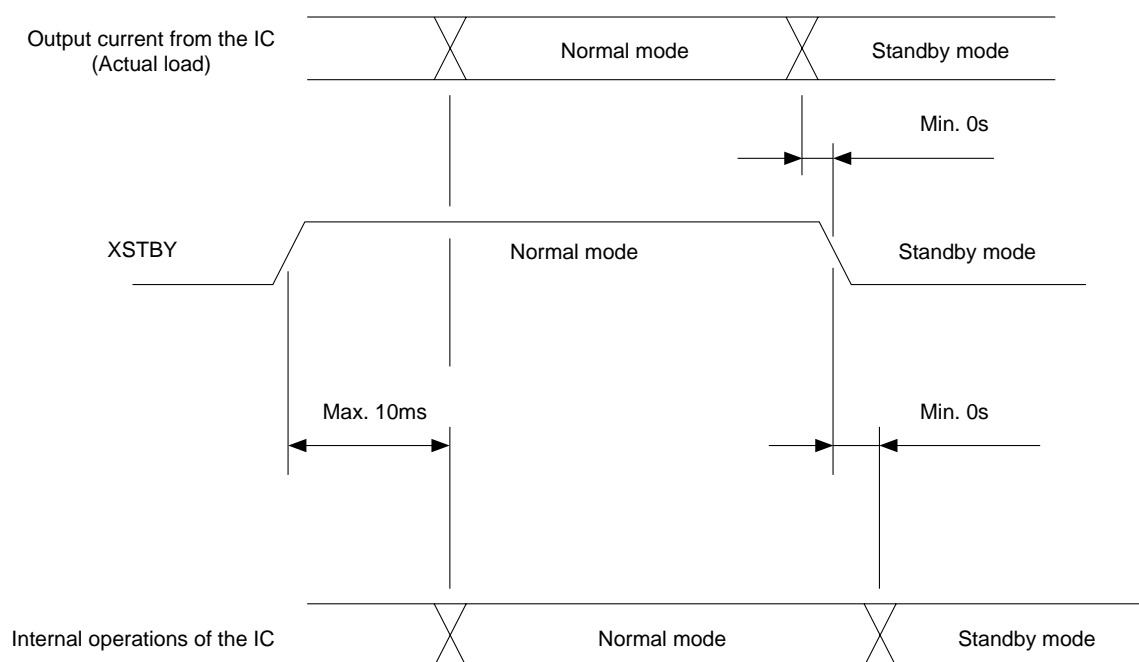 Output current from the IC
(Actual load)
Normal mode
Standby mode
Min. 0s
XSTBY
Normal mode
Standby mode
Max. 10ms
Min. 0s
Internal operations of the IC
Normal mode
Standby mode